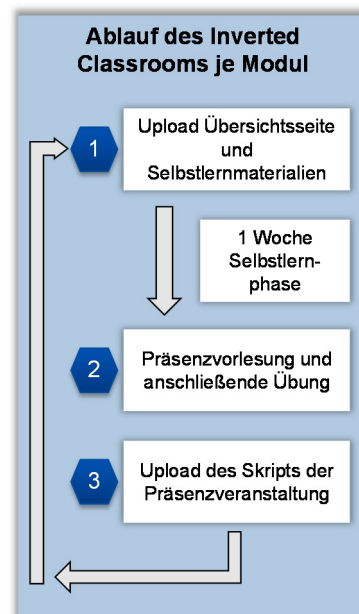 Ablauf des Inverted
Classrooms je Modul
1
Upload Übersichtsseite
und
Selbstlernmaterialien
1 Woche
Selbstlern-
phase
2
Präsenzvorlesung und
anschließende Übung
3
Upload des Skripts der
Präsenzveranstaltung